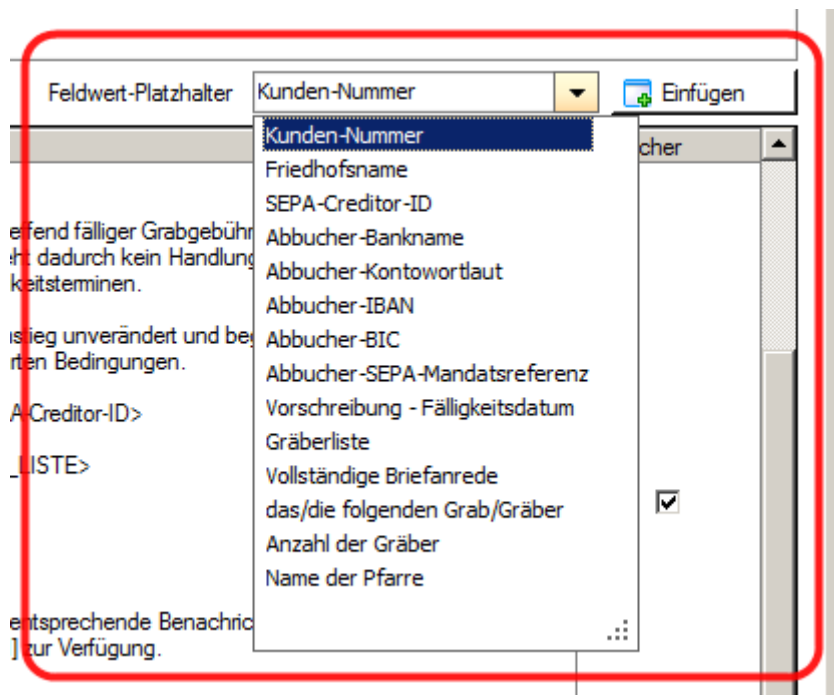 Feldwert-Platzhalter Kunden-Nummer Einfügen
Kunden-Nummer
cher
Friedhofsname
SEPA-Creditor-ID
effend fälliger Grabgebühr
Abbucher-Bankname
dadurch kein Handlung
Abbucher-Kontowortlaut
keitsterminen.
Abbucher-IBAN
stieg unverändert und be
Abbucher-BIC
rten Bedingungen.
Abbucher-SEPA-Mandatsreferenz
A-Creditor-ID>
Vorschreibung - Fälligkeitsdatum
Gräberliste
_LISTE>
Vollständige Briefanrede
das/die folgenden Grab/Gräber
Anzahl der Gräber
Name der Pfarre
entsprechende Benachric
] zur Verfügung.